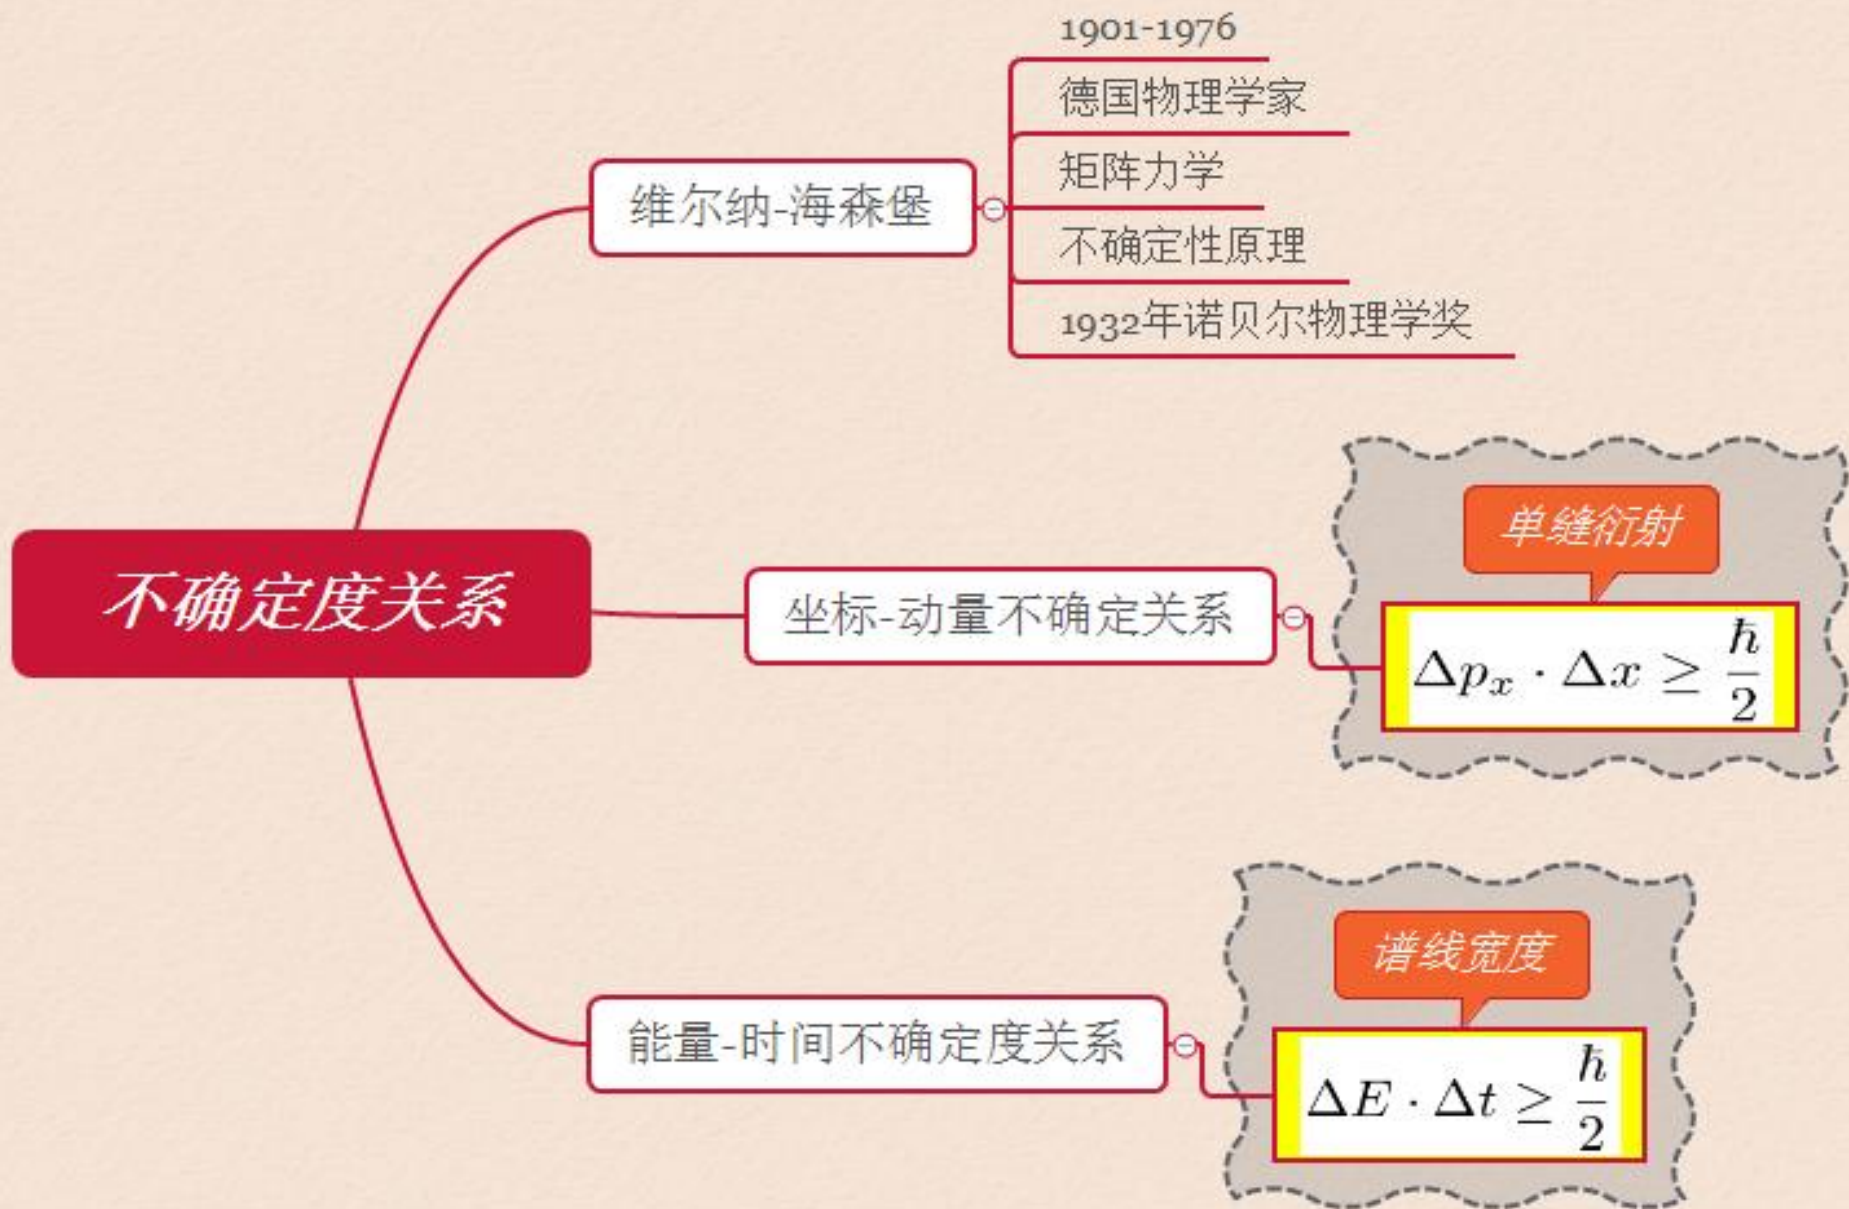 1901-1976
德国物理学家
矩阵力学
维尔纳-海森堡
不确定性原理
1932年诺贝尔物理学奖
不确定度关系
单缝衍射
坐标-动量不确定关系
Δpₓ · Δx ≥ ħ/2
谱线宽度
能量-时间不确定度关系
ΔE · Δt ≥ ħ/2